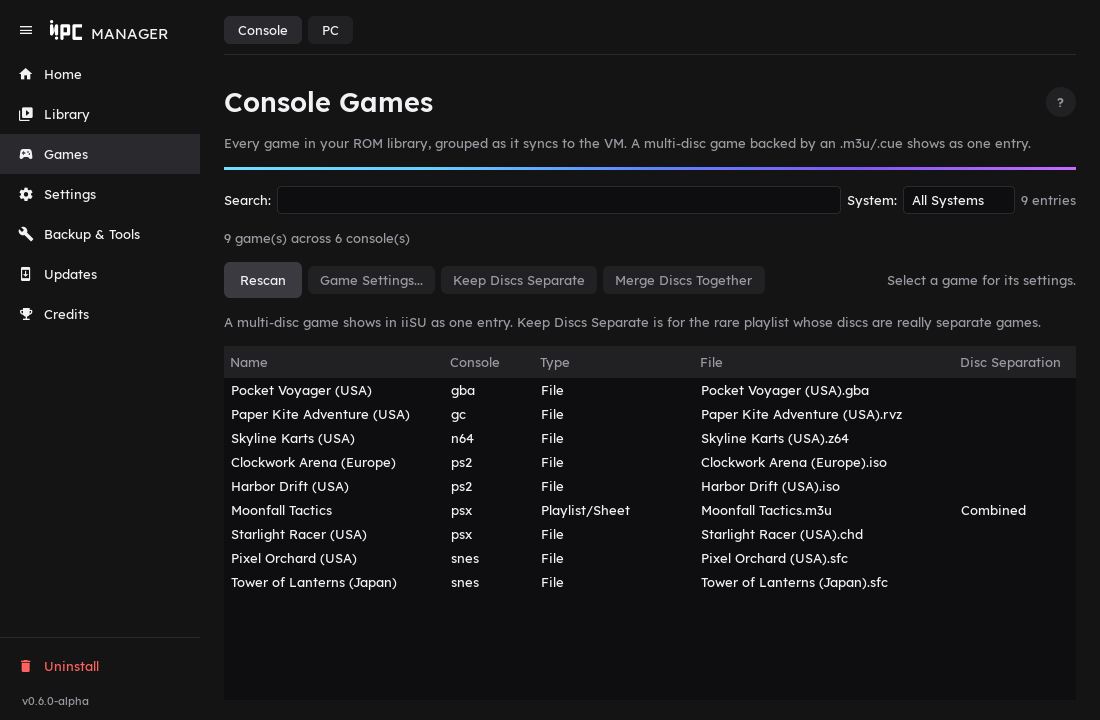 iiPC MANAGER
Home
Library
Games
Settings
Backup & Tools
Updates
Credits
Uninstall
v0.6.0-alpha
Console PC
Console Games
?
Every game in your ROM library, grouped as it syncs to the VM. A multi-disc game backed by an .m3u/.cue shows as one entry.
Search: System: All Systems 9 entries
9 game(s) across 6 console(s)
Rescan Game Settings... Keep Discs Separate Merge Discs Together Select a game for its settings.
A multi-disc game shows in iiSU as one entry. Keep Discs Separate is for the rare playlist whose discs are really separate games.
Name Console Type File Disc Separation
Pocket Voyager (USA) gba File Pocket Voyager (USA).gba
Paper Kite Adventure (USA) gc File Paper Kite Adventure (USA).rvz
Skyline Karts (USA) n64 File Skyline Karts (USA).z64
Clockwork Arena (Europe) ps2 File Clockwork Arena (Europe).iso
Harbor Drift (USA) ps2 File Harbor Drift (USA).iso
Moonfall Tactics psx Playlist/Sheet Moonfall Tactics.m3u Combined
Starlight Racer (USA) psx File Starlight Racer (USA).chd
Pixel Orchard (USA) snes File Pixel Orchard (USA).sfc
Tower of Lanterns (Japan) snes File Tower of Lanterns (Japan).sfc